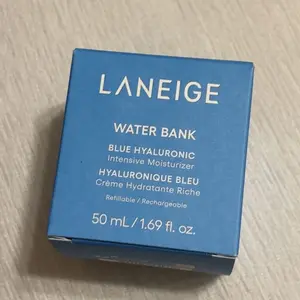 LANEIGE
WATER BANK
BLUE HYALURONIC
Intensive Moisturizer
HYALURONIQUE BLEU
Crème Hydratante Riche
Refillable / Rechargeable
50 mL / 1.69 fl. oz.